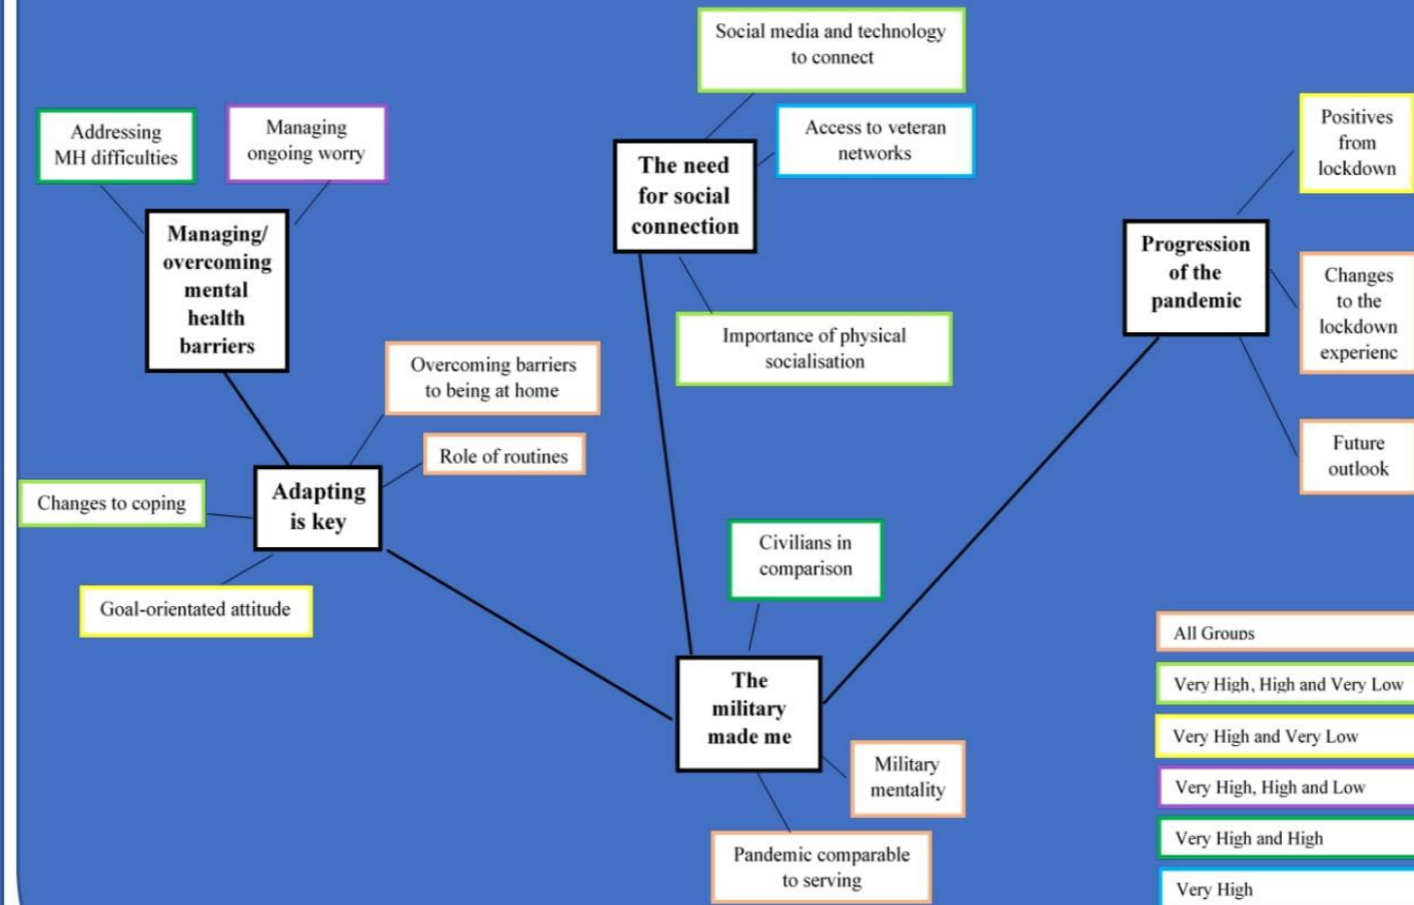 Social media and technology
to connect
Addressing
MH difficulties
Managing
ongoing worry
Access to veteran
networks
Positives
from
lockdown
The need
for social
connection
Managing/
overcoming
mental
health
barriers
Progression
of the
pandemic
Changes
to the
lockdown
experienc
Importance of physical
socialisation
Overcoming barriers
to being at home
Role of routines
Future
outlook
Adapting
is key
Changes to coping
Goal-orientated attitude
Civilians in
comparison
The
military
made me
Military
mentality
Pandemic comparable
to serving
All Groups
Very High, High and Very Low
Very High and Very Low
Very High, High and Low
Very High and High
Very High